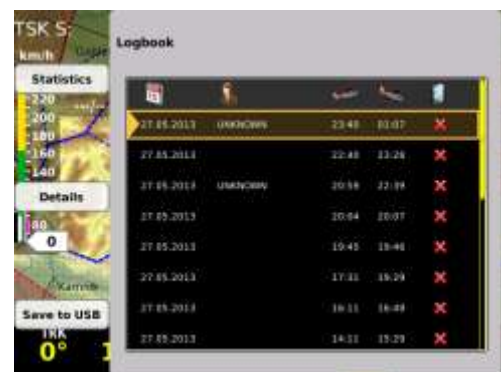 TSK S
km/h
Logbook
Statistics
220
200
180
160
140
Details
80
0
Kamnik
Save to USB
TRK
0°
27.05.2013 UNKNOWN 23:40 01:07
27.05.2013 22:40 23:26
27.05.2013 UNKNOWN 20:59 22:39
27.05.2013 20:04 20:07
27.05.2013 19:45 19:46
27.05.2013 17:31 19:29
27.05.2013 16:11 16:49
27.05.2013 14:11 15:29